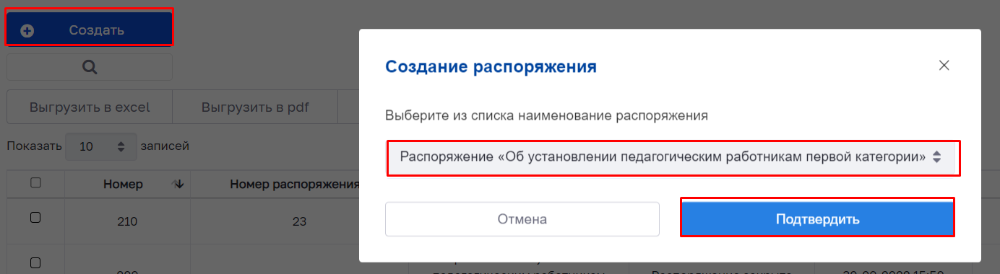 Создать
Создание распоряжения
Выберите из списка наименование распоряжения
Распоряжение «Об установлении педагогическим работникам первой категории»
Отмена
Подтвердить
Выгрузить в excel
Выгрузить в pdf
Показать 10 записей
Номер
Номер распоряжения
210
23